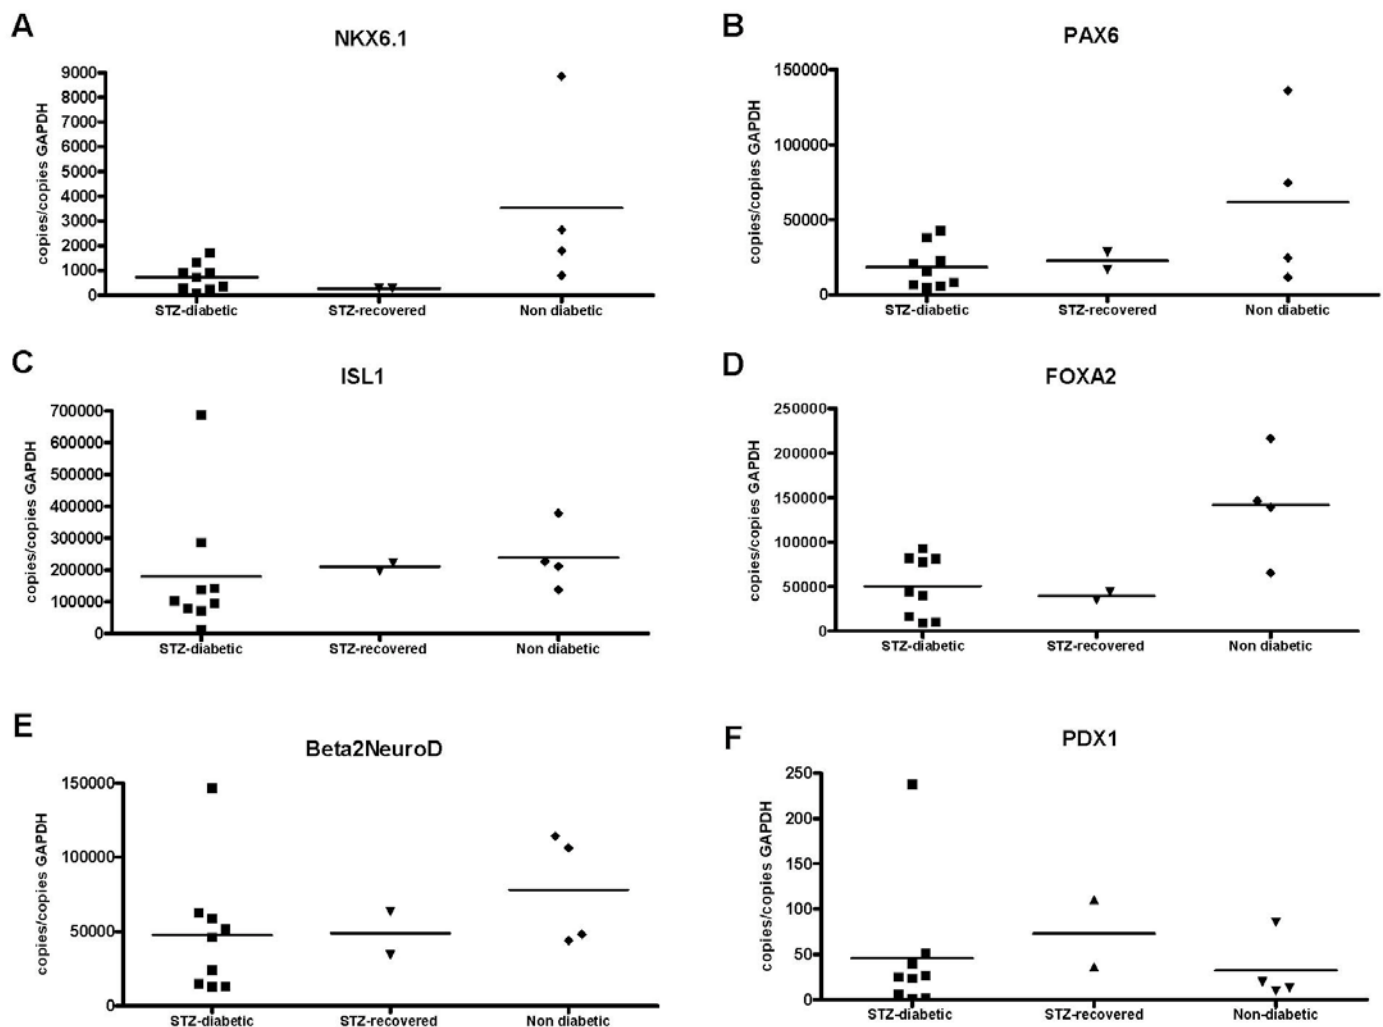 A
NKX6.1
copies/copies GAPDH
9000
8000
7000
6000
5000
4000
3000
2000
1000
0
STZ-diabetic STZ-recovered Non diabetic
B
PAX6
copies/copies GAPDH
150000
100000
50000
0
STZ-diabetic STZ-recovered Non diabetic
C
ISL1
copies/copies GAPDH
700000
600000
500000
400000
300000
200000
100000
0
STZ-diabetic STZ-recovered Non diabetic
D
FOXA2
copies/copies GAPDH
250000
200000
150000
100000
50000
0
STZ-diabetic STZ-recovered Non diabetic
E
Beta2NeuroD
copies/copies GAPDH
150000
100000
50000
0
STZ-diabetic STZ-recovered Non diabetic
F
PDX1
copies/copies GAPDH
250
200
150
100
50
0
STZ-diabetic STZ-recovered Non-diabetic